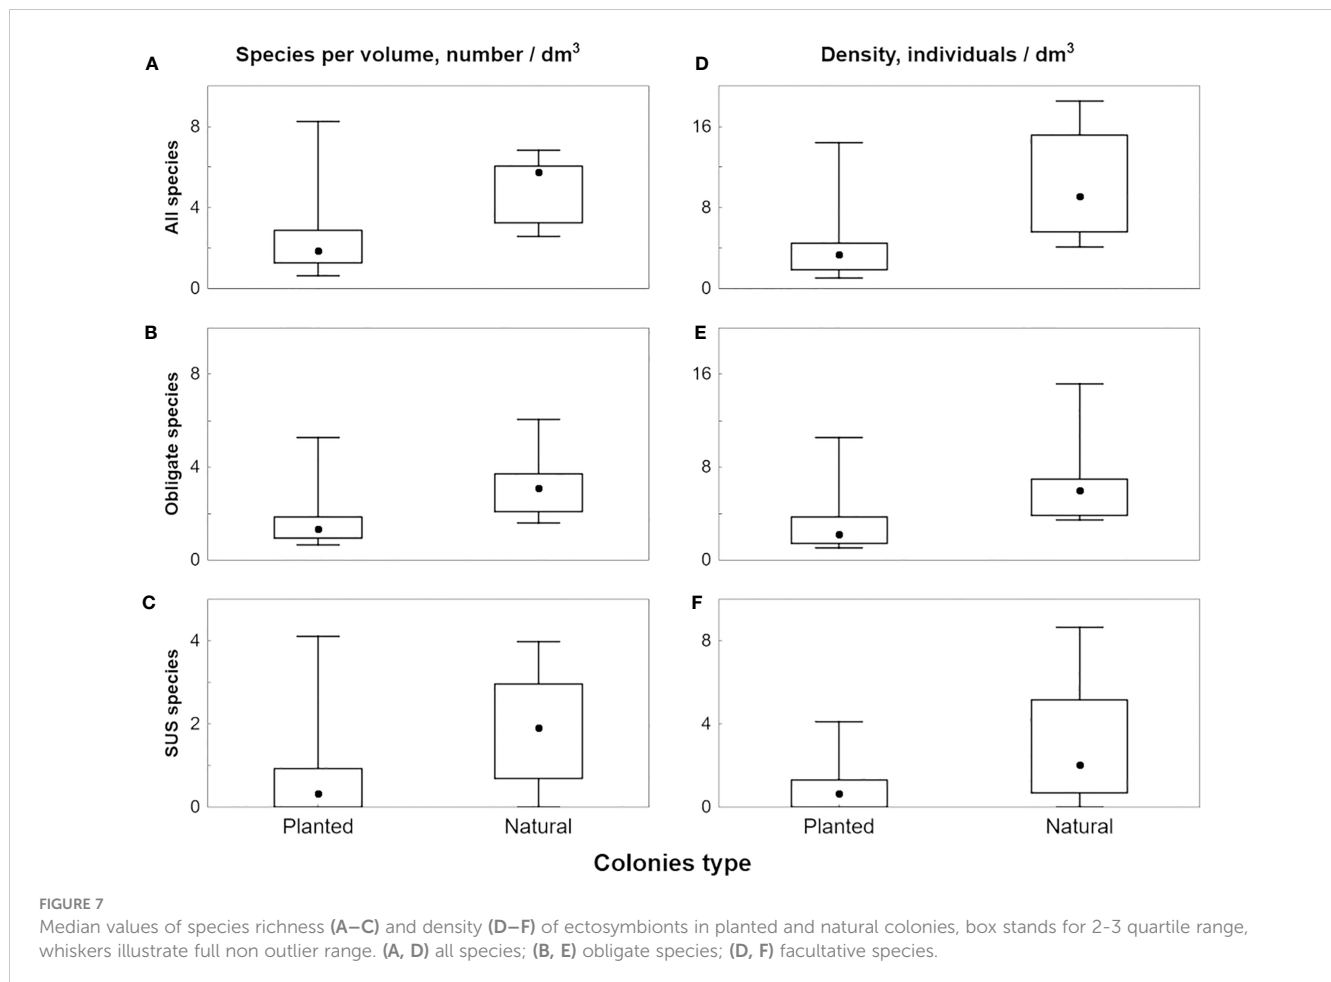 Species per volume, number / dm³
Density, individuals / dm³
A
D
All species
8
4
0
16
8
0
B
E
Obligate species
8
4
0
16
8
0
C
F
SUS species
4
2
0
8
4
0
Planted
Natural
Planted
Natural
Colonies type
FIGURE 7
Median values of species richness (A–C) and density (D–F) of ectosymbionts in planted and natural colonies, box stands for 2-3 quartile range,
whiskers illustrate full non outlier range. (A, D) all species; (B, E) obligate species; (D, F) facultative species.